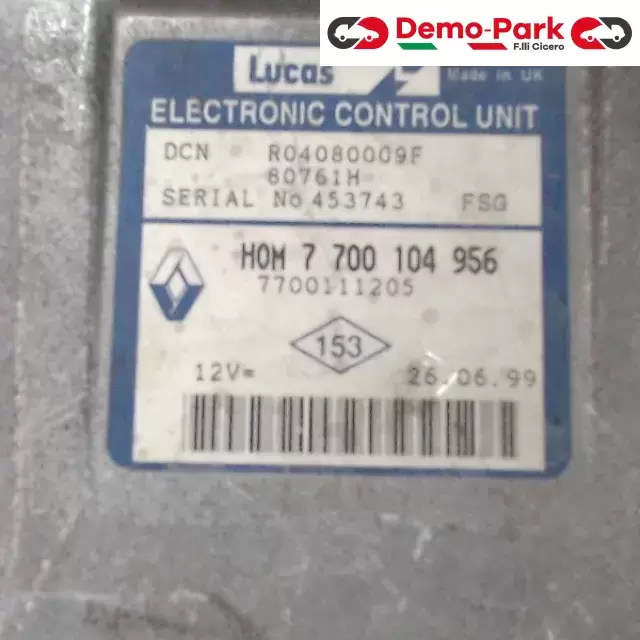 Demo-Park
F.lli Cicero
Lucas
Made in UK
ELECTRONIC CONTROL UNIT
DCN R04080009F
80761H
SERIAL No 453743 FSG
HOM 7 700 104 956
7700111205
153
12V= 26.06.99